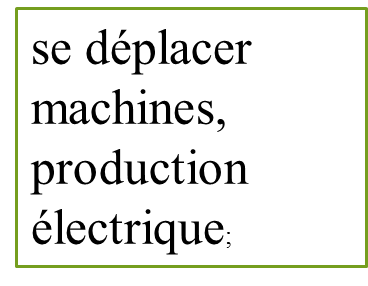 se déplacer
machines,
production
électrique;